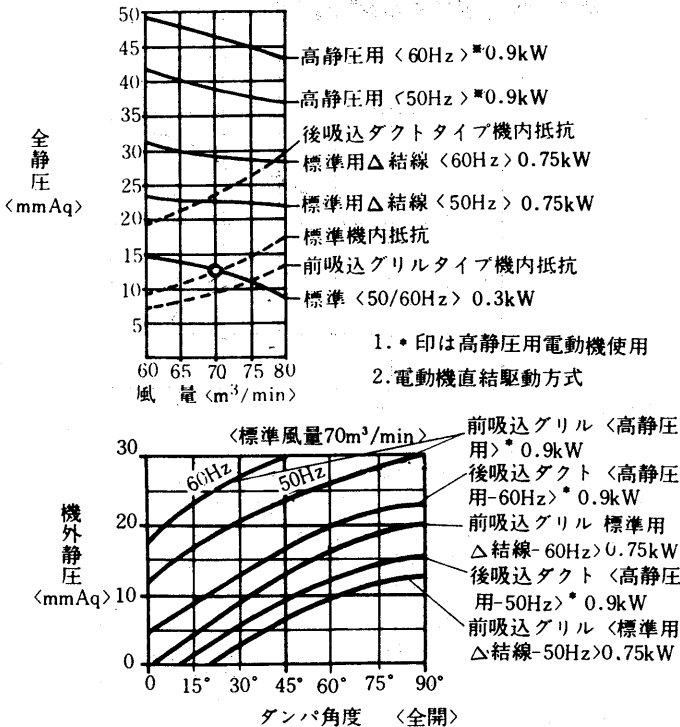 50
45
40
35
30
25
20
15
10
5
全静圧
<mmAq>
60 65 70 75 80
風 量<m³/min>
高静圧用<60Hz>*0.9kW
高静圧用<50Hz>*0.9kW
後吸込ダクトタイプ機内抵抗
標準用△結線<60Hz>0.75kW
標準用△結線<50Hz>0.75kW
標準機内抵抗
前吸込グリルタイプ機内抵抗
標準<50/60Hz>0.3kW
1.*印は高静圧用電動機使用
2.電動機直結駆動方式
<標準風量70m³/min>
30
20
10
0
機外静圧
<mmAq>
60Hz
50Hz
0 15° 30° 45° 60° 75° 90°
ダンパ角度 <全開>
前吸込グリル<高静圧
用>*0.9kW
後吸込ダクト<高静圧
用-60Hz>*0.9kW
前吸込グリル 標準用
△結線-60Hz>0.75kW
後吸込ダクト<高静圧
用-50Hz>*0.9kW
前吸込グリル<標準用
△結線-50Hz>0.75kW